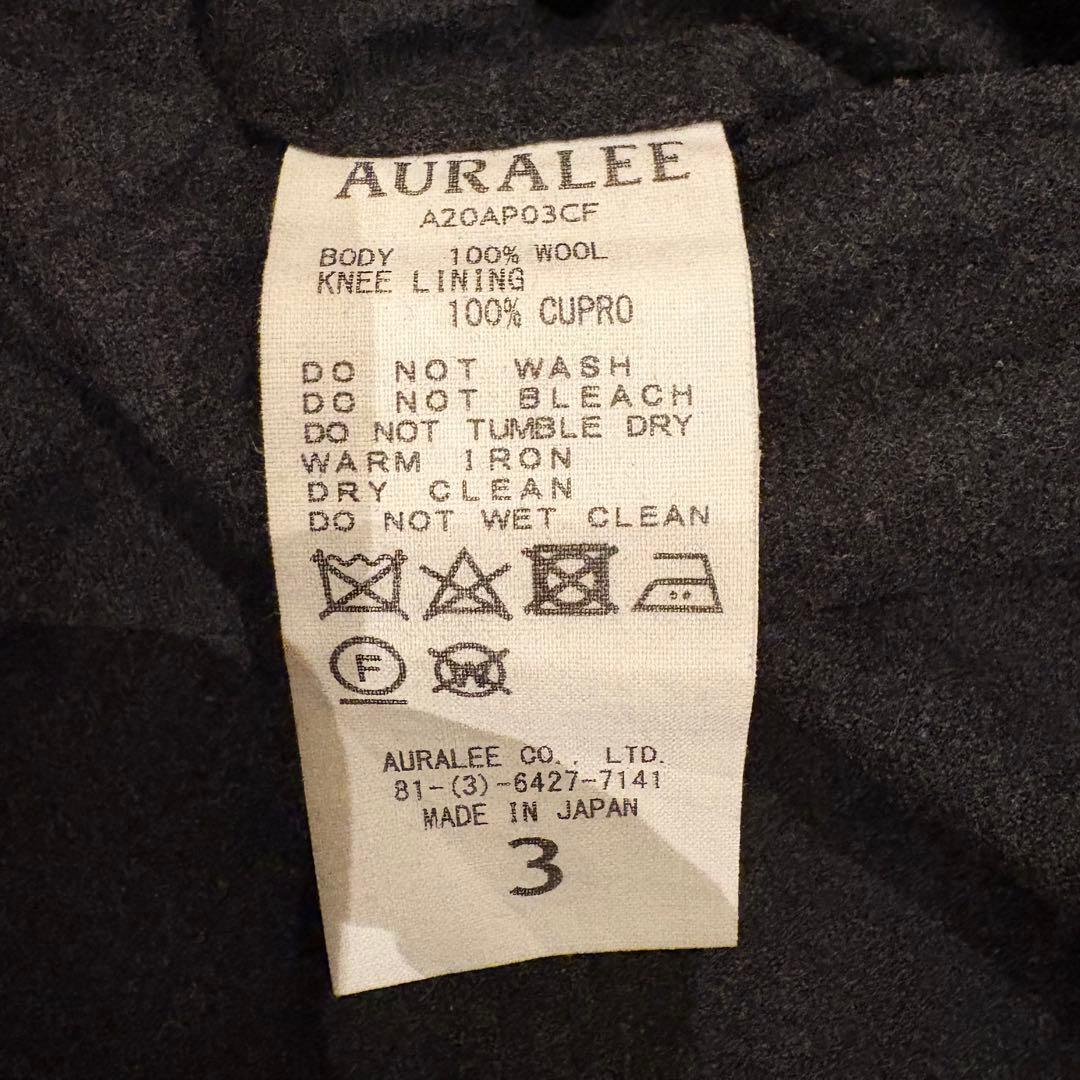 AURALEE
A20AP03CF
BODY 100% WOOL
KNEE LINING
100% CUPRO
DO NOT WASH
DO NOT BLEACH
DO NOT TUMBLE DRY
WARM IRON
DRY CLEAN
DO NOT WET CLEAN
F W
AURALEE CO., LTD.
81-(3)-6427-7141
MADE IN JAPAN
3